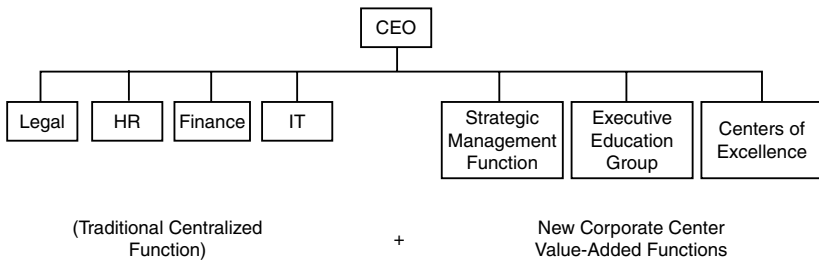 CEO
Legal
HR
Finance
IT
Strategic
Management
Function
Executive
Education
Group
Centers of
Excellence
(Traditional Centralized
Function)
+
New Corporate Center
Value-Added Functions